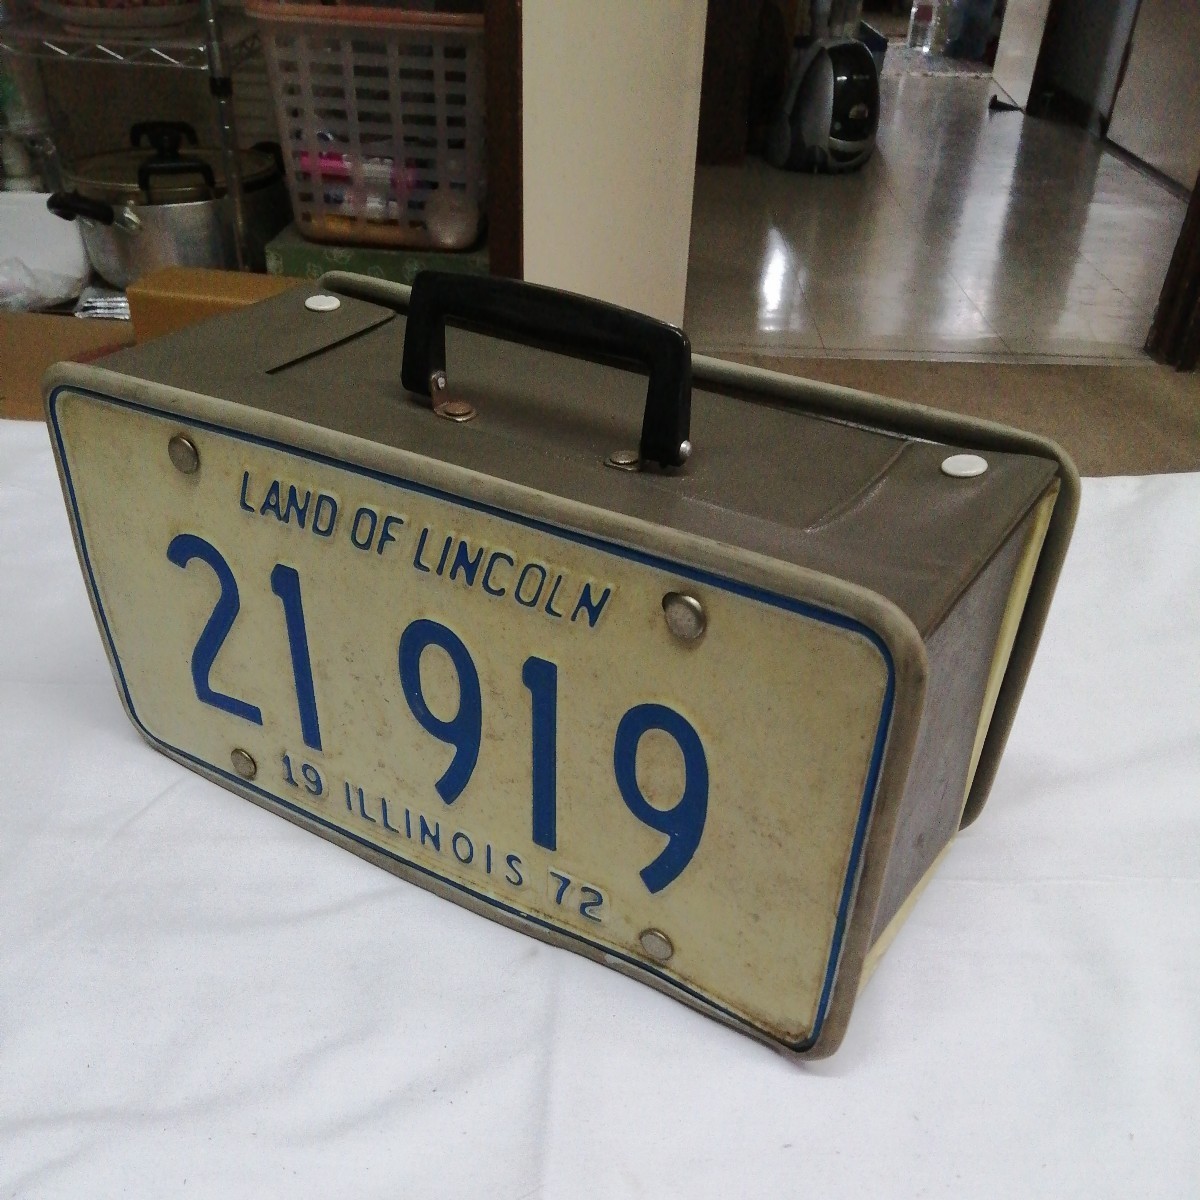 LAND OF LINCOLN
21 919
19 ILLINOIS 72